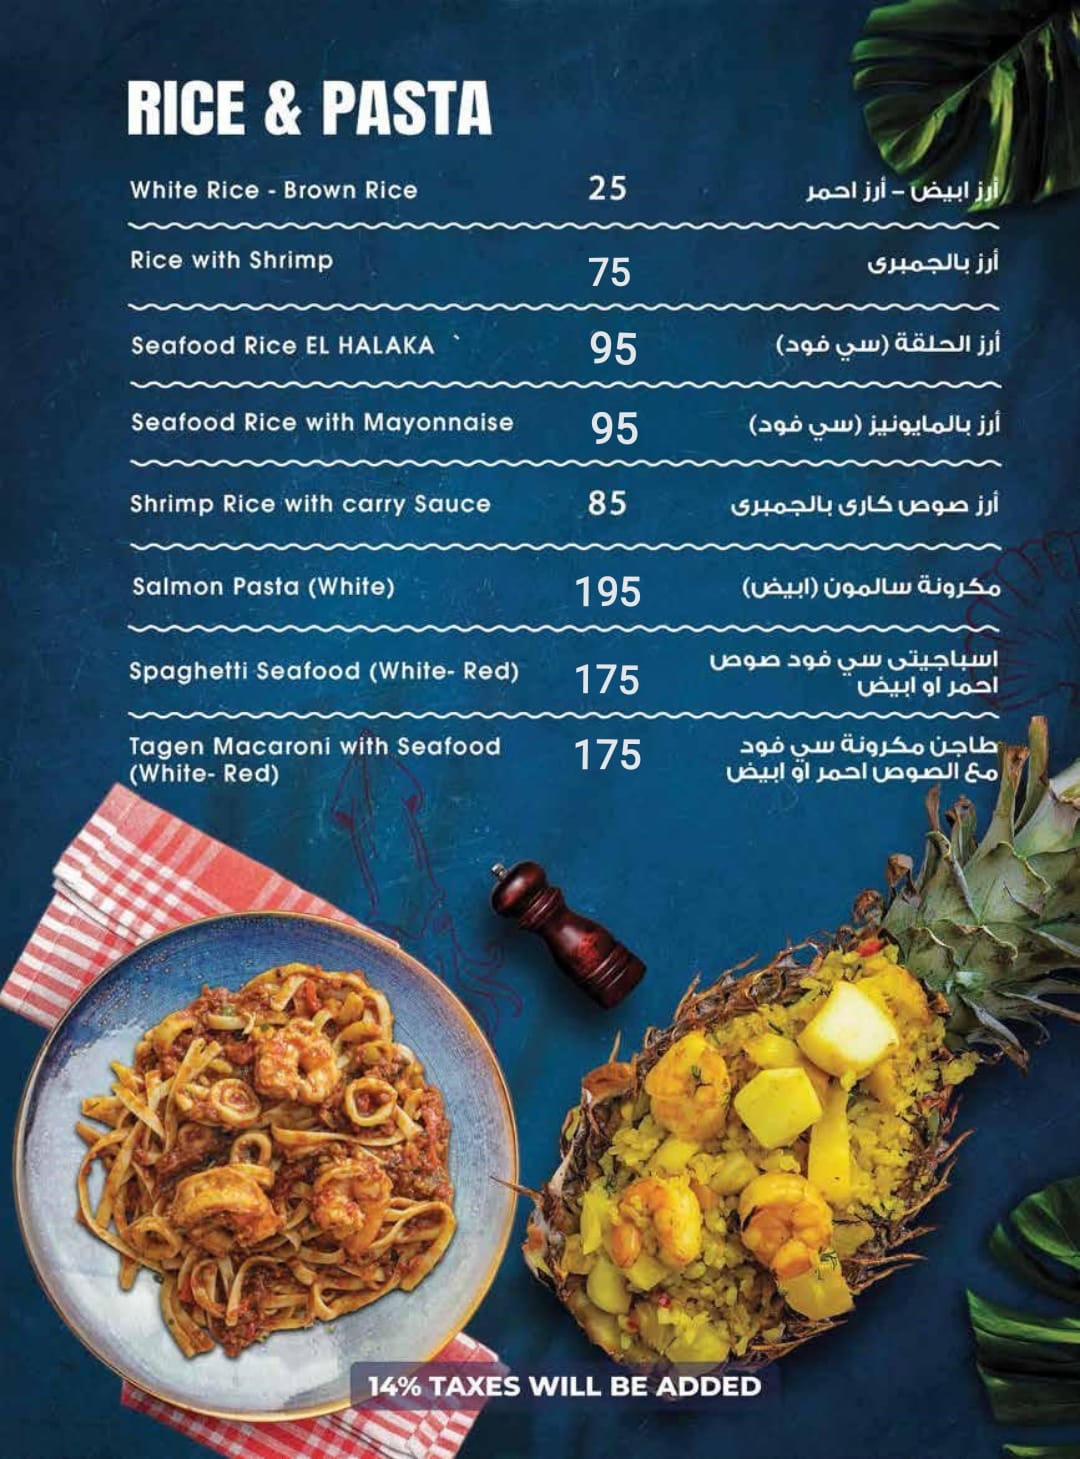 RICE & PASTA
White Rice - Brown Rice 25 أرز ابيض - أرز احمر
Rice with Shrimp 75 أرز بالجمبرى
Seafood Rice EL HALAKA ` 95 أرز الحلقة (سي فود)
Seafood Rice with Mayonnaise 95 أرز بالمايونيز (سي فود)
Shrimp Rice with carry Sauce 85 أرز صوص كارى بالجمبرى
Salmon Pasta (White) 195 مكرونة سالمون (ابيض)
Spaghetti Seafood (White- Red) 175 اسباجيتى سي فود صوص
احمر او ابيض
Tagen Macaroni with Seafood 175 طاجن مكرونة سي فود
(White- Red) مع الصوص احمر او ابيض
14% TAXES WILL BE ADDED